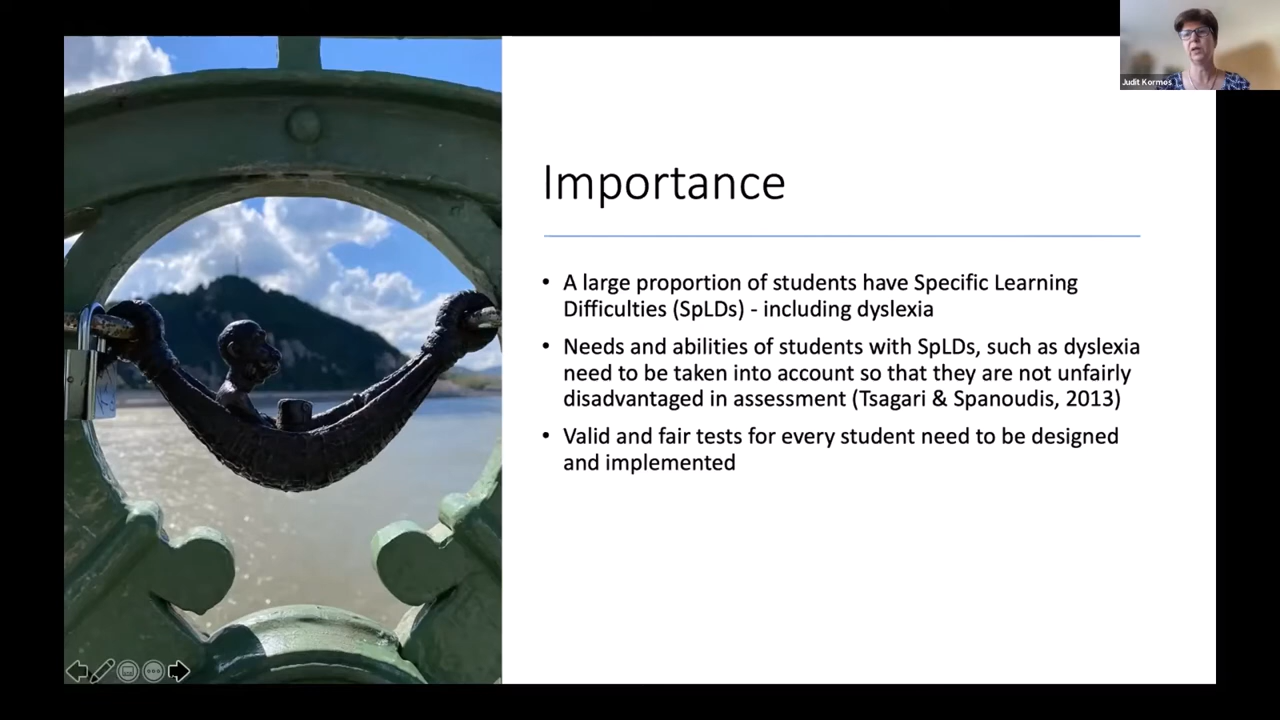 Judit Kormos
Importance
• A large proportion of students have Specific Learning
Difficulties (SpLDs) - including dyslexia
• Needs and abilities of students with SpLDs, such as dyslexia
need to be taken into account so that they are not unfairly
disadvantaged in assessment (Tsagari & Spanoudis, 2013)
• Valid and fair tests for every student need to be designed
and implemented